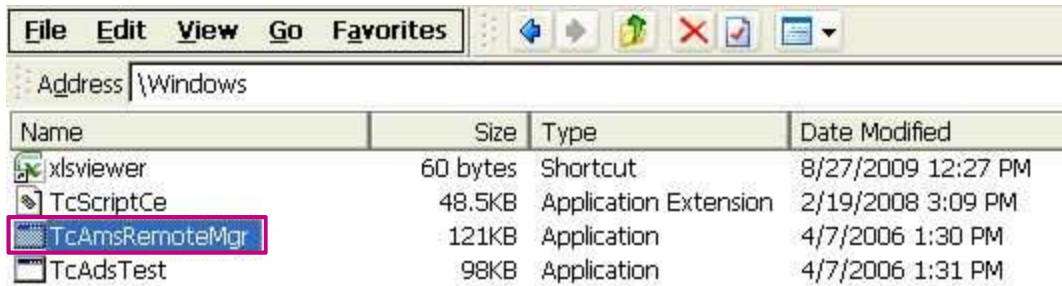 File Edit View Go Favorites
Address \Windows
Name Size Type Date Modified
xlsviewer 60 bytes Shortcut 8/27/2009 12:27 PM
TcScriptCe 48.5KB Application Extension 2/19/2008 3:09 PM
TcAmsRemoteMgr 121KB Application 4/7/2006 1:30 PM
TcAdsTest 98KB Application 4/7/2006 1:31 PM